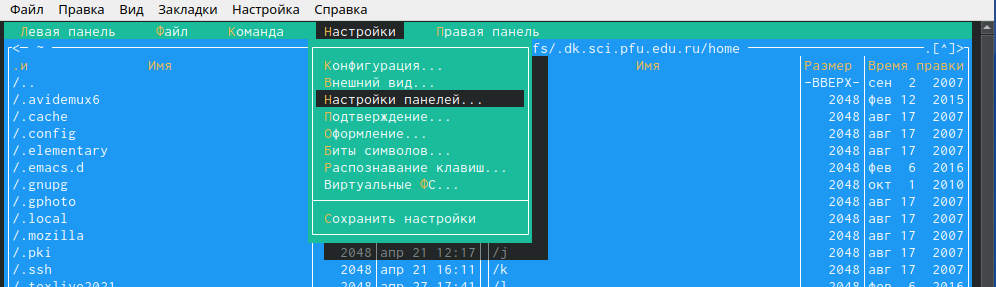 Файл Правка Вид Закладки Настройка Справка
Левая панель Файл Команда Настройки Правая панель
<— ~ fs/.dk.sci.pfu.edu.ru/home .[^]>
.и Имя Конфигурация... Имя Размер Время правки
/.. Внешний вид... -ВВЕРХ- сен 2 2007
/.avidemux6 Настройки панелей... 2048 фев 12 2015
/.cache Подтверждение... 2048 авг 17 2007
/.config Оформление... 2048 авг 17 2007
/.elementary Биты символов... 2048 авг 17 2007
/.emacs.d Распознавание клавиш... 2048 фев 6 2016
/.gnupg Виртуальные ФС... 2048 окт 1 2010
/.gphoto 2048 авг 17 2007
/.local Сохранить настройки 2048 авг 17 2007
/.mozilla 2048 авг 17 2007
/.pki 2048 апр 21 12:17 /j 2048 авг 17 2007
/.ssh 2048 апр 21 16:11 /k 2048 авг 17 2007
/.texlive2021 2048 апр 27 17:41 /l 2048 фев 6 2016